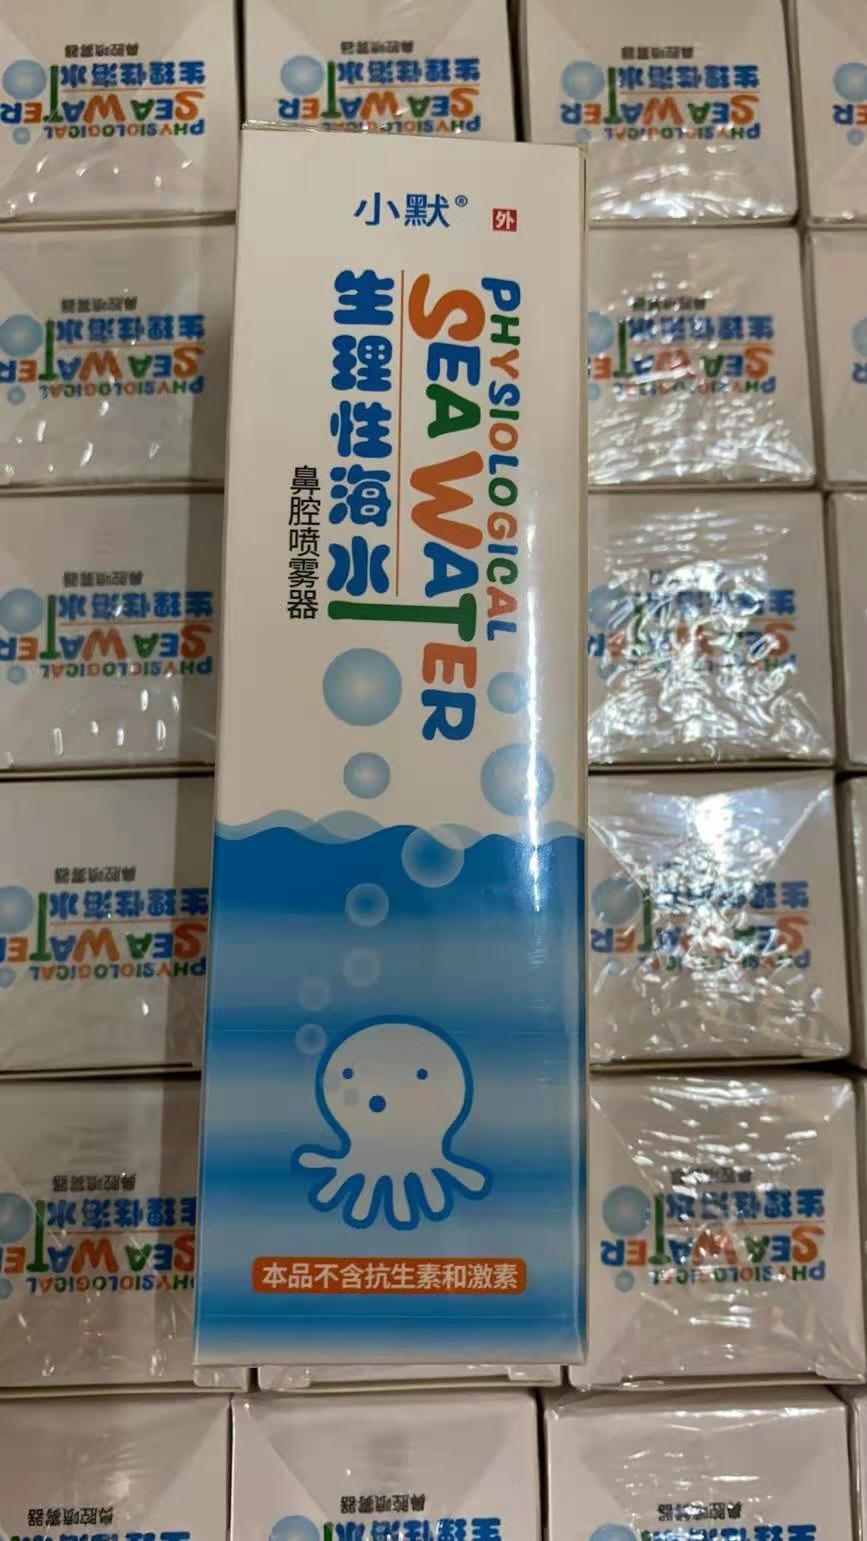 小默®
外
PHYSIOLOGICAL
SEA WATER
生理性海水
鼻腔喷雾器
本品不含抗生素和激素